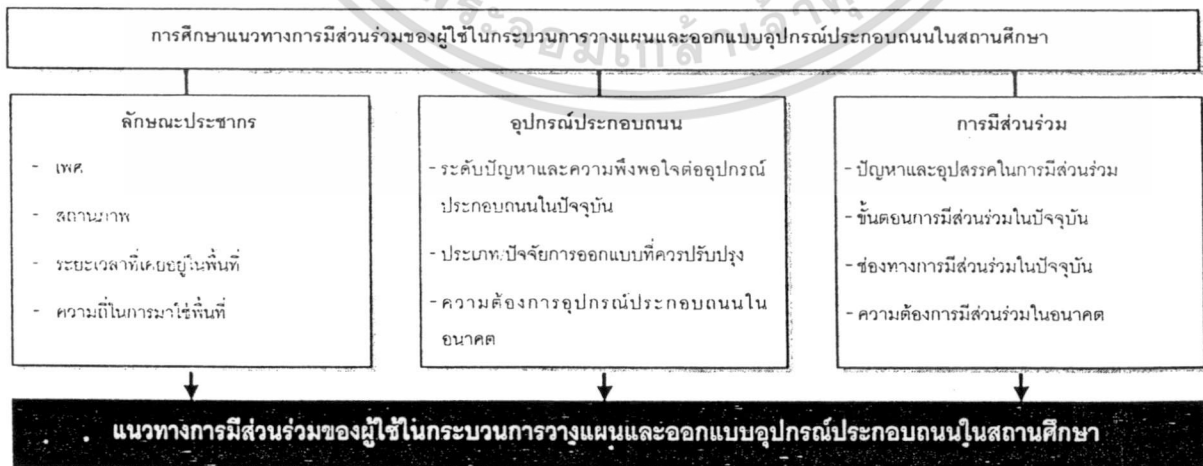 การศึกษาแนวทางการมีส่วนร่วมของผู้ใช้ในกระบวนการวางแผนและออกแบบอุปกรณ์ประกอบถนนในสถานศึกษา
ลักษณะประชากร
- เพศ
- สถานภาพ
- ระยะเวลาที่เคยอยู่ในพื้นที่
- ความถี่ในการมาใช้พื้นที่
อุปกรณ์ประกอบถนน
- ระดับปัญหาและความพึงพอใจต่ออุปกรณ์
ประกอบถนนในปัจจุบัน
- ประเภท/ปัจจัยการออกแบบที่ควรปรับปรุง
- ความต้องการอุปกรณ์ประกอบถนนใน
อนาคต
การมีส่วนร่วม
- ปัญหาและอุปสรรคในการมีส่วนร่วม
- ขั้นตอนการมีส่วนร่วมในปัจจุบัน
- ช่องทางการมีส่วนร่วมในปัจจุบัน
- ความต้องการมีส่วนร่วมในอนาคต
แนวทางการมีส่วนร่วมของผู้ใช้ในกระบวนการวางแผนและออกแบบอุปกรณ์ประกอบถนนในสถานศึกษา